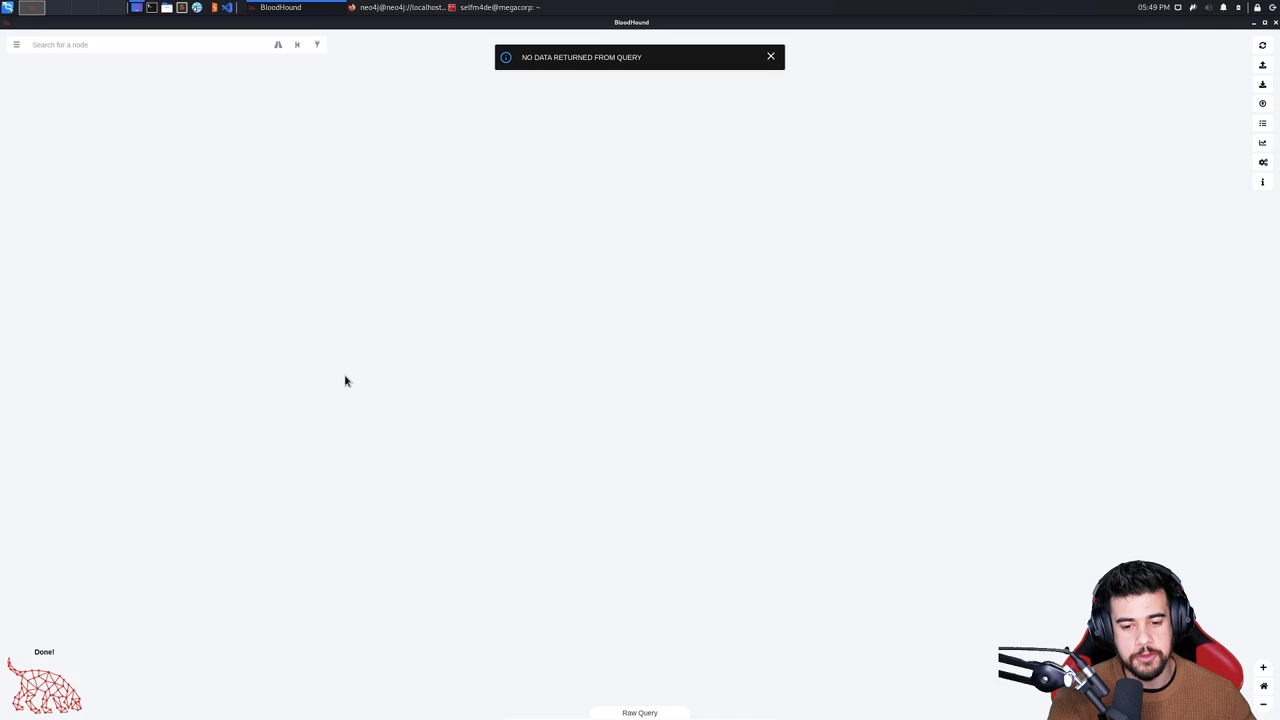 BloodHound
neo4j@neo4j://localhost...
selfm4de@megacorp: ~
05:49 PM
BloodHound
Search for a node
NO DATA RETURNED FROM QUERY
Done!
Raw Query